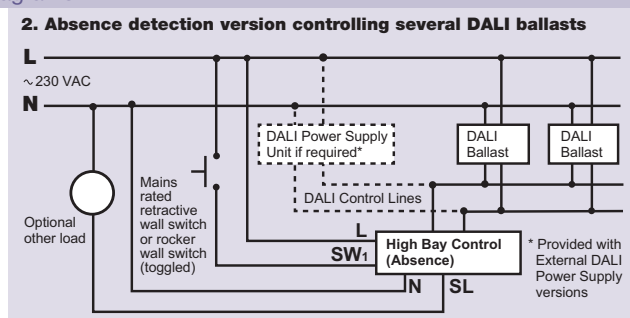 2. Absence detection version controlling several DALI ballasts
L
~230 VAC
N
DALI Power Supply
Unit if required*
DALI
Ballast
DALI
Ballast
Mains
rated
retractive
wall switch
or rocker
wall switch
(toggled)
DALI Control Lines
Optional
other load
L
SW1
High Bay Control
(Absence)
N
SL
* Provided with
External DALI
Power Supply
versions